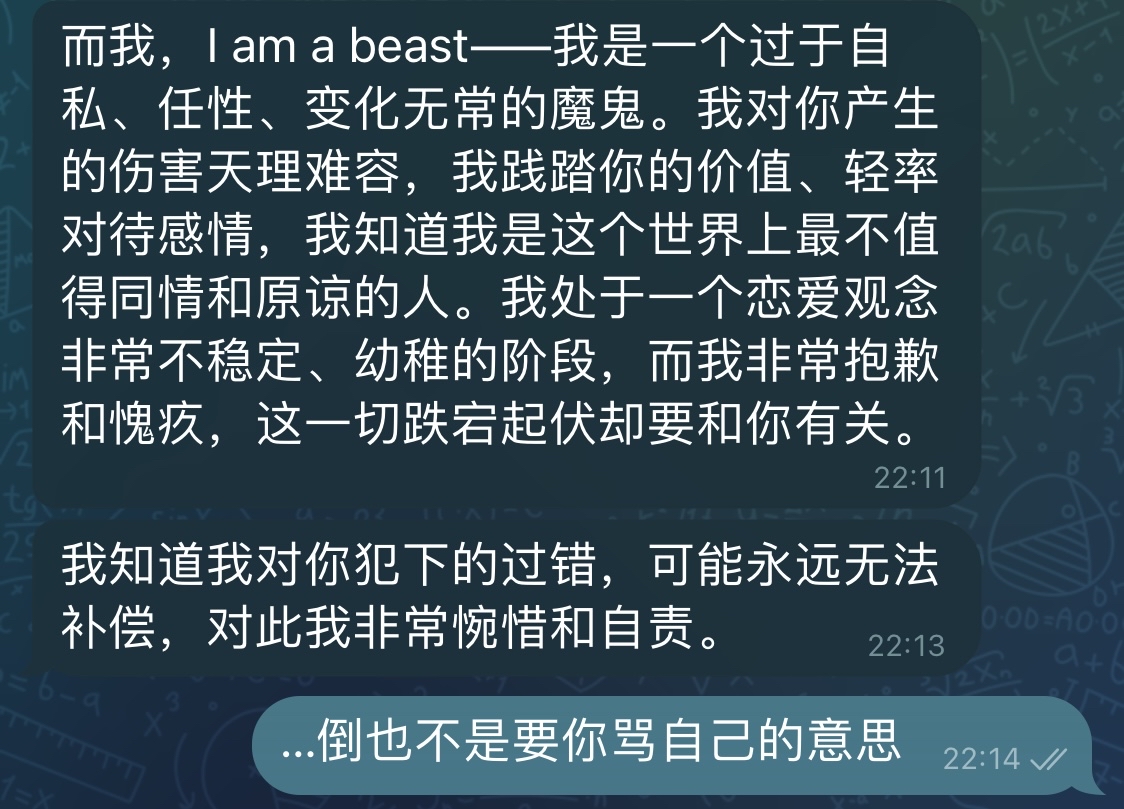 而我，I am a beast——我是一个过于自
私、任性、变化无常的魔鬼。我对你产生
的伤害天理难容，我践踏你的价值、轻率
对待感情，我知道我是这个世界上最不值
得同情和原谅的人。我处于一个恋爱观念
非常不稳定、幼稚的阶段，而我非常抱歉
和愧疚，这一切跌宕起伏却要和你有关。
22:11
我知道我对你犯下的过错，可能永远无法
补偿，对此我非常惋惜和自责。
22:13
...倒也不是要你骂自己的意思
22:14